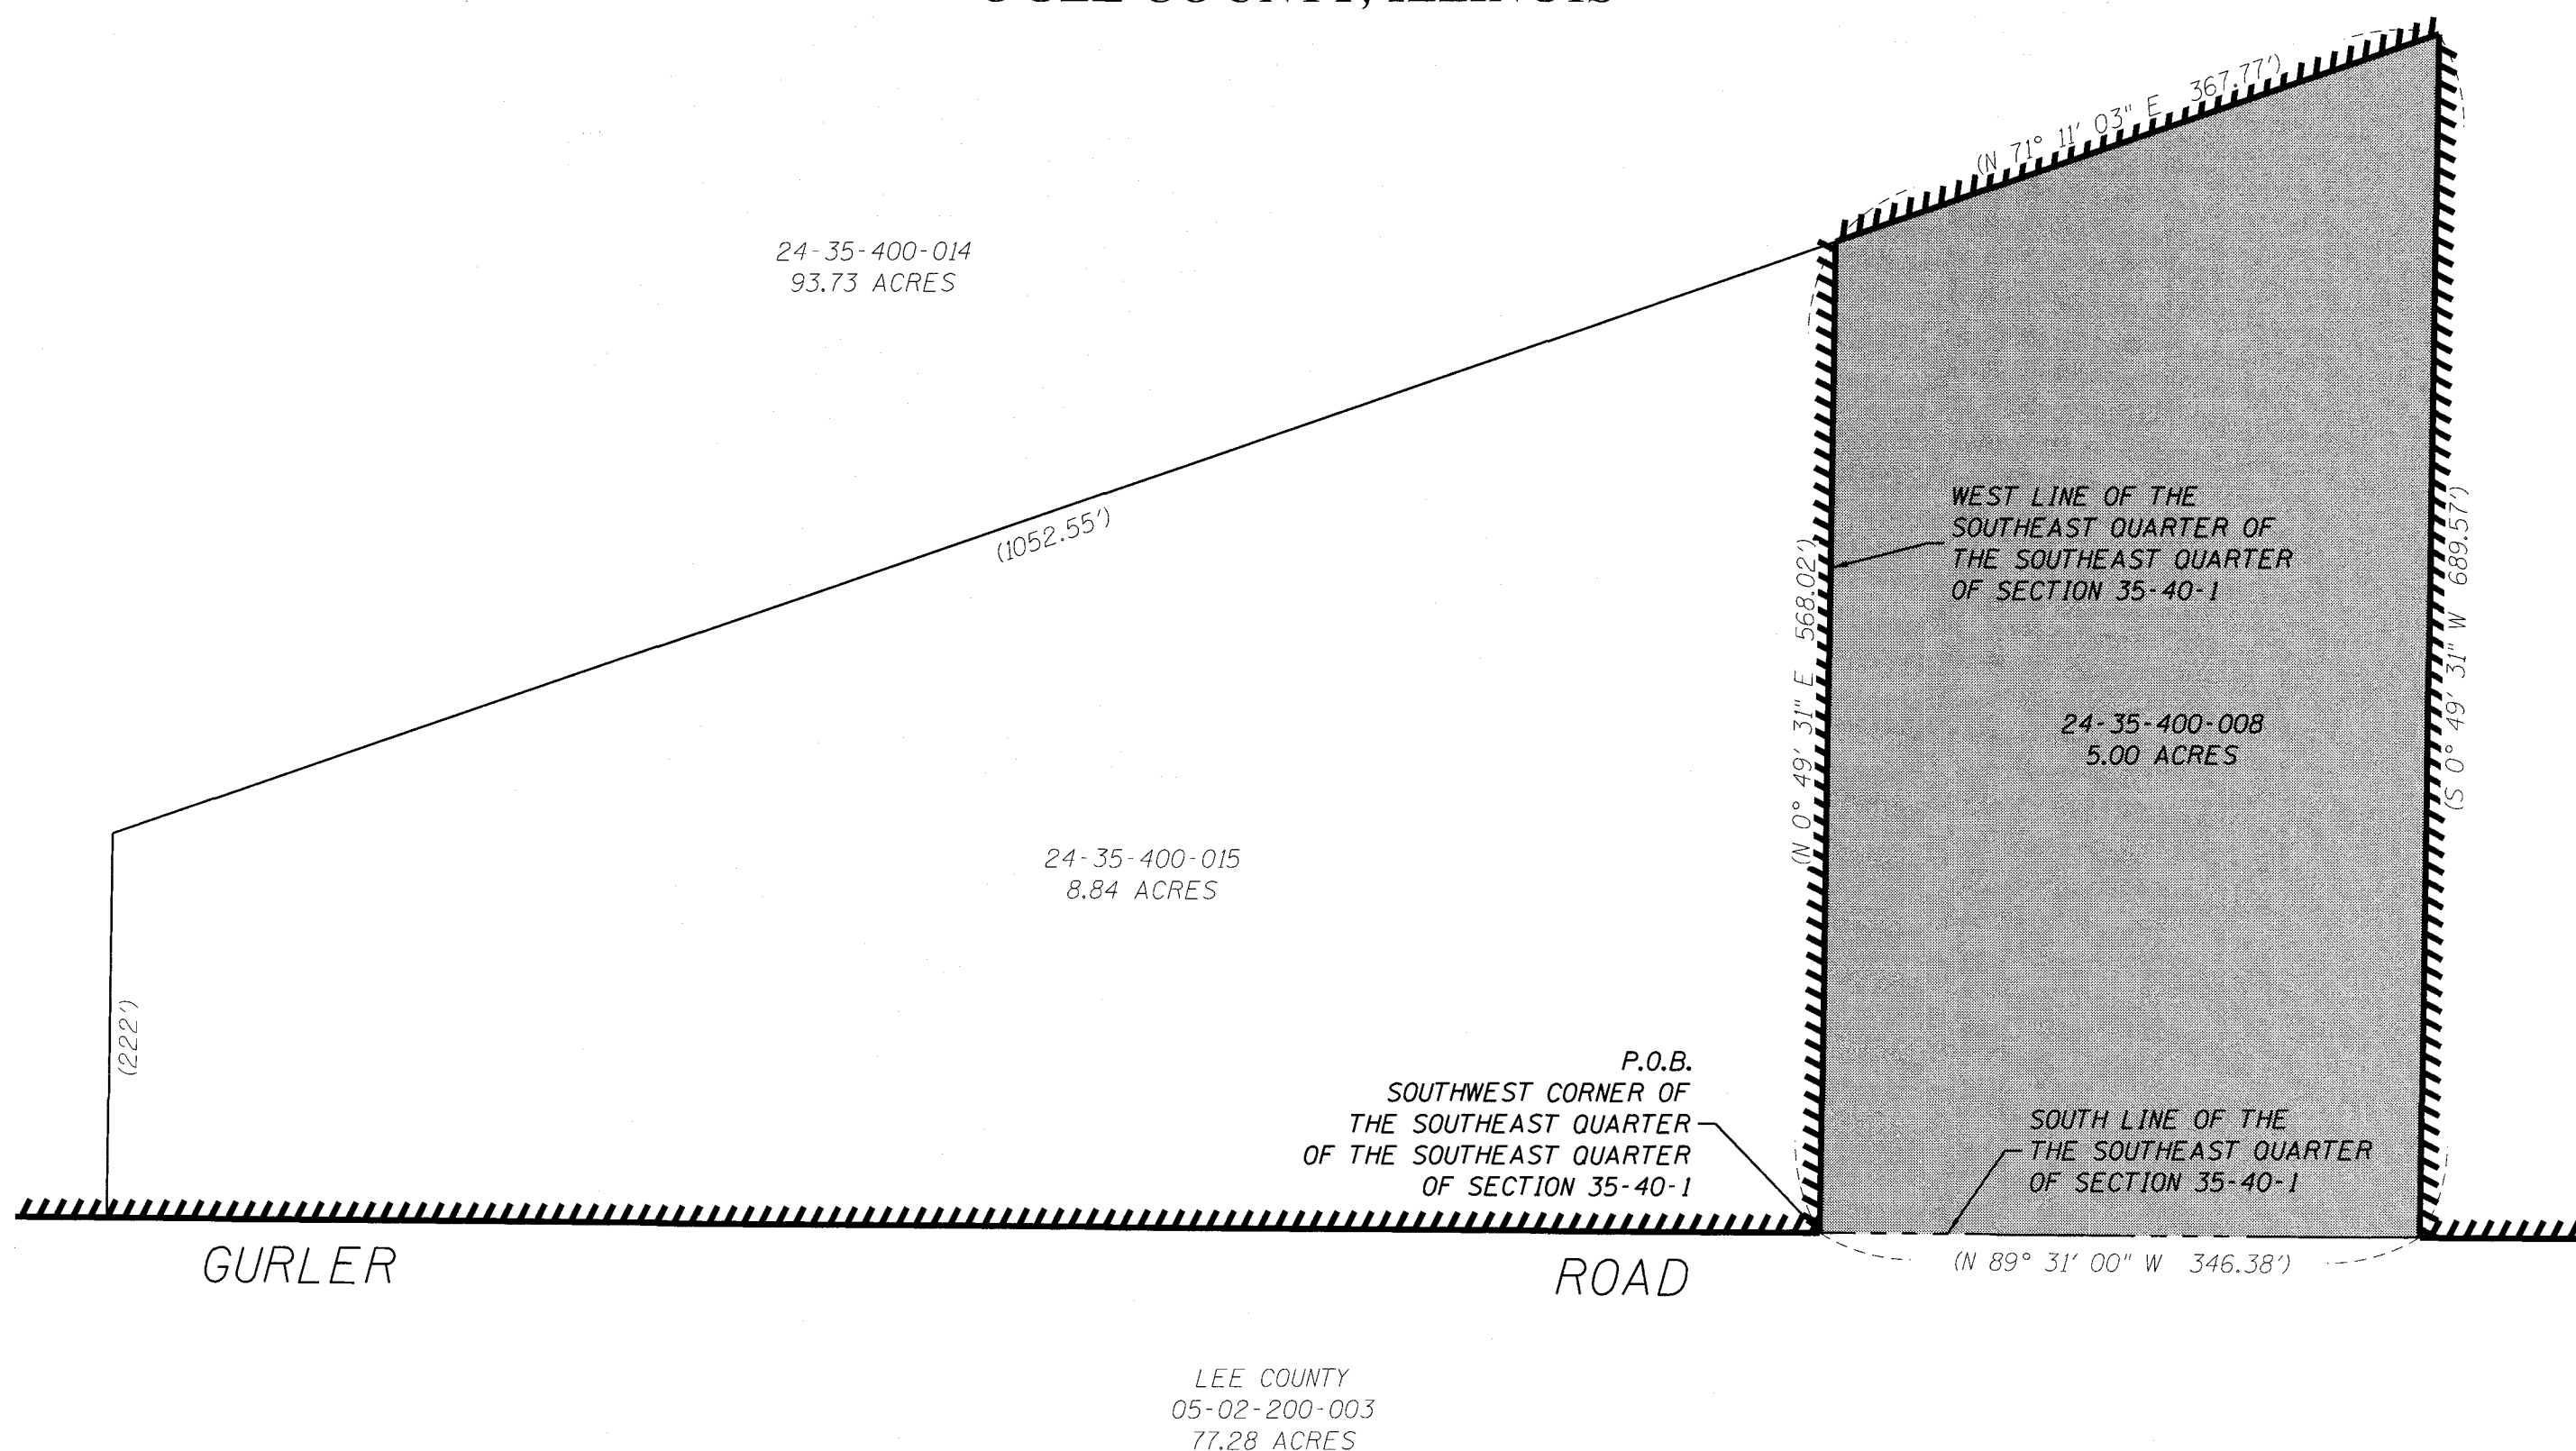 OGLE COUNTY, ILLINOIS
(N 71° 11' 03" E 367.77')
24-35-400-014
93.73 ACRES
(1052.55')
WEST LINE OF THE
SOUTHEAST QUARTER OF
THE SOUTHEAST QUARTER
OF SECTION 35-40-1
(N 0° 49' 31" E 568.02')
(S 0° 49' 31" W 689.57')
24-35-400-008
5.00 ACRES
24-35-400-015
8.84 ACRES
(222')
P.O.B.
SOUTHWEST CORNER OF
THE SOUTHEAST QUARTER
OF THE SOUTHEAST QUARTER
OF SECTION 35-40-1
SOUTH LINE OF THE
THE SOUTHEAST QUARTER
OF SECTION 35-40-1
GURLER ROAD
(N 89° 31' 00" W 346.38')
LEE COUNTY
05-02-200-003
77.28 ACRES